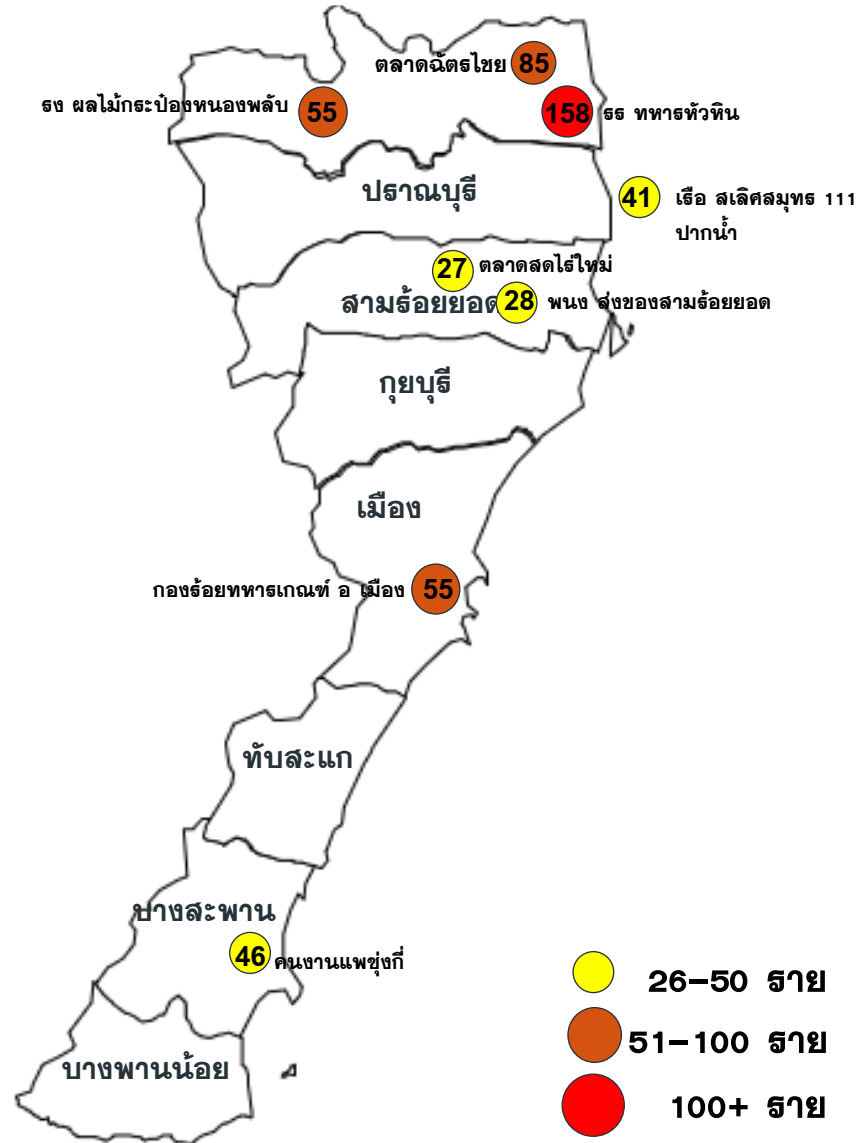 ตลาดฉัตรไชย 85
รง ผลไม้กระป๋องหนองพลับ 55
158 รร ทหารหัวหิน
ปราณบุรี
41 เรือ สเลิศสมุทร 111
ปากน้ำ
27 ตลาดสดไร่ใหม่
สามร้อยยอด 28 พนง ส่งของสามร้อยยอด
กุยบุรี
เมือง
กองร้อยทหารเกณฑ์ อ เมือง 55
ทับสะแก
บางสะพาน
46 คนงานแพซุ่งกี่
26-50 ราย
51-100 ราย
บางพานน้อย
100+ ราย